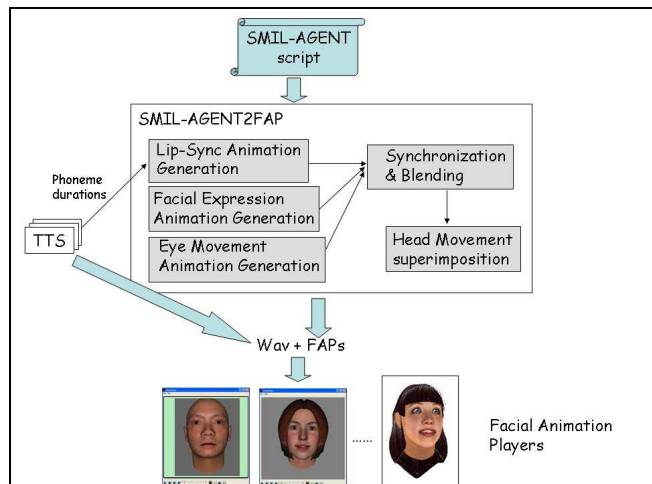 SMIL-AGENT
script
SMIL-AGENT2FAP
Lip-Sync Animation
Generation
Synchronization
& Blending
Phoneme
durations
Facial Expression
Animation Generation
TTS
Eye Movement
Animation Generation
Head Movement
superimposition
Wav + FAPs
......
Facial Animation
Players